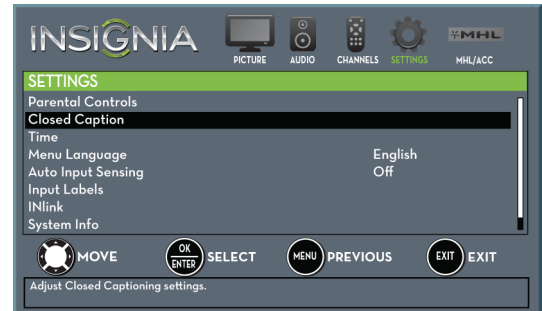 INSIGNIA
PICTURE AUDIO CHANNELS SETTINGS MHL MHL/ACC
SETTINGS
Parental Controls
Closed Caption
Time
Menu Language English
Auto Input Sensing Off
Input Labels
INlink
System Info
MOVE OK ENTER SELECT MENU PREVIOUS EXIT EXIT
Adjust Closed Captioning settings.